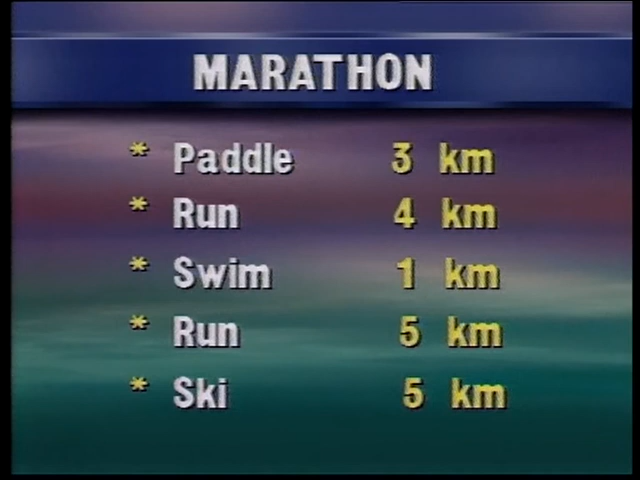 MARATHON
* Paddle 3 km
* Run 4 km
* Swim 1 km
* Run 5 km
* Ski 5 km